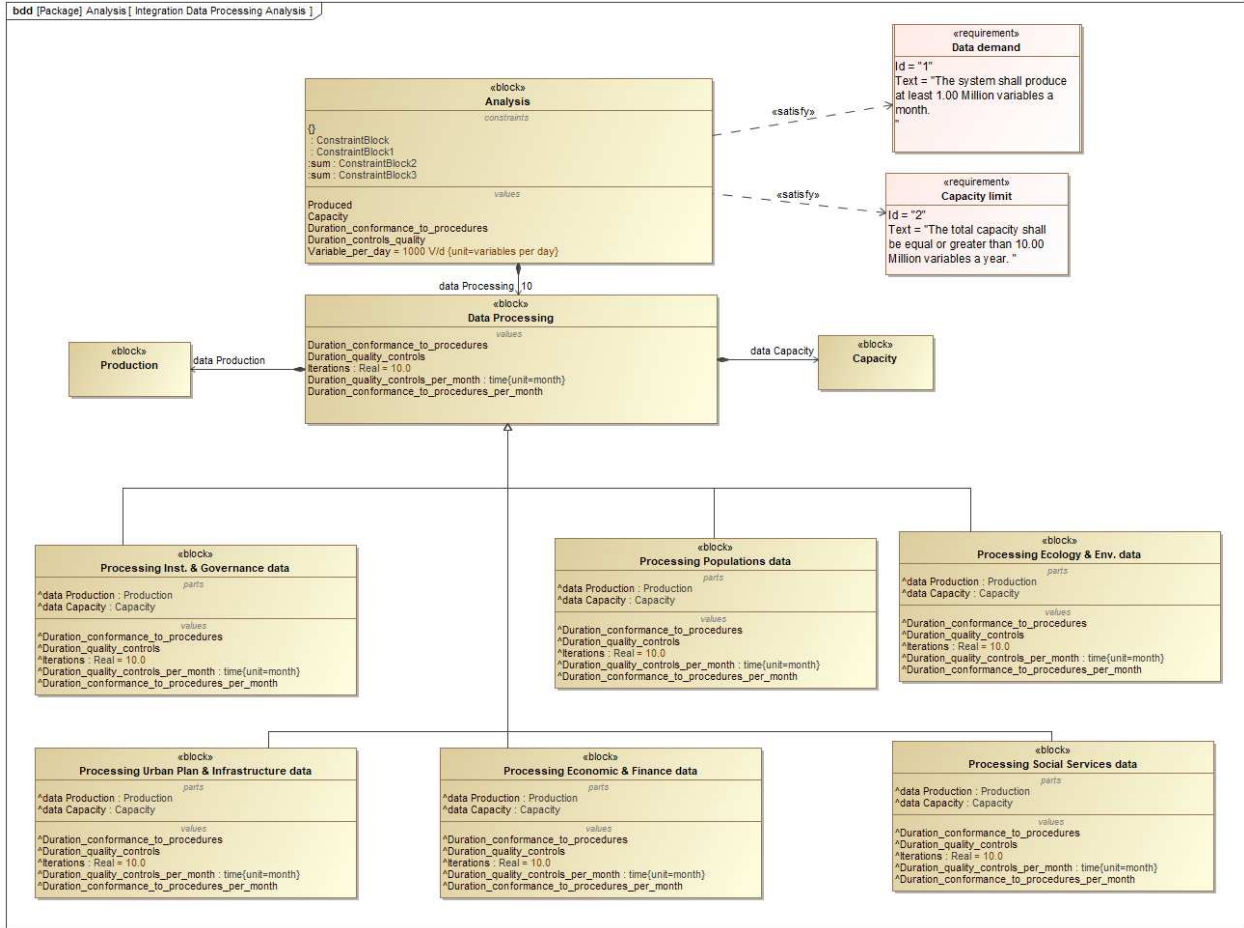 bdd [Package] Analysis [ Integration Data Processing Analysis ]
«block»
Analysis
constraints
{}
: ConstraintBlock
: ConstraintBlock1
:sum : ConstraintBlock2
:sum : ConstraintBlock3
values
Produced
Capacity
Duration_conformance_to_procedures
Duration_controls_quality
Variable_per_day = 1000 V/d {unit=variables per day}
«satisfy»
«requirement»
Data demand
Id = "1"
Text = "The system shall produce
at least 1.00 Million variables a
month.
"
«satisfy»
«requirement»
Capacity limit
Id = "2"
Text = "The total capacity shall
be equal or greater than 10.00
Million variables a year. "
data Processing 10
«block»
Data Processing
values
Duration_conformance_to_procedures
Duration_quality_controls
Iterations : Real = 10.0
Duration_quality_controls_per_month : time{unit=month}
Duration_conformance_to_procedures_per_month
«block»
Production
data Production
data Capacity
«block»
Capacity
«block»
Processing Inst. & Governance data
parts
^data Production : Production
^data Capacity : Capacity
values
^Duration_conformance_to_procedures
^Duration_quality_controls
^Iterations : Real = 10.0
^Duration_quality_controls_per_month : time{unit=month}
^Duration_conformance_to_procedures_per_month
«block»
Processing Populations data
parts
^data Production : Production
^data Capacity : Capacity
values
^Duration_conformance_to_procedures
^Duration_quality_controls
^Iterations : Real = 10.0
^Duration_quality_controls_per_month : time{unit=month}
^Duration_conformance_to_procedures_per_month
«block»
Processing Ecology & Env. data
parts
^data Production : Production
^data Capacity : Capacity
values
^Duration_conformance_to_procedures
^Duration_quality_controls
^Iterations : Real = 10.0
^Duration_quality_controls_per_month : time{unit=month}
^Duration_conformance_to_procedures_per_month
«block»
Processing Urban Plan & Infrastructure data
parts
^data Production : Production
^data Capacity : Capacity
values
^Duration_conformance_to_procedures
^Duration_quality_controls
^Iterations : Real = 10.0
^Duration_quality_controls_per_month : time{unit=month}
^Duration_conformance_to_procedures_per_month
«block»
Processing Economic & Finance data
parts
^data Production : Production
^data Capacity : Capacity
values
^Duration_conformance_to_procedures
^Duration_quality_controls
^Iterations : Real = 10.0
^Duration_quality_controls_per_month : time{unit=month}
^Duration_conformance_to_procedures_per_month
«block»
Processing Social Services data
parts
^data Production : Production
^data Capacity : Capacity
values
^Duration_conformance_to_procedures
^Duration_quality_controls
^Iterations : Real = 10.0
^Duration_quality_controls_per_month : time{unit=month}
^Duration_conformance_to_procedures_per_month